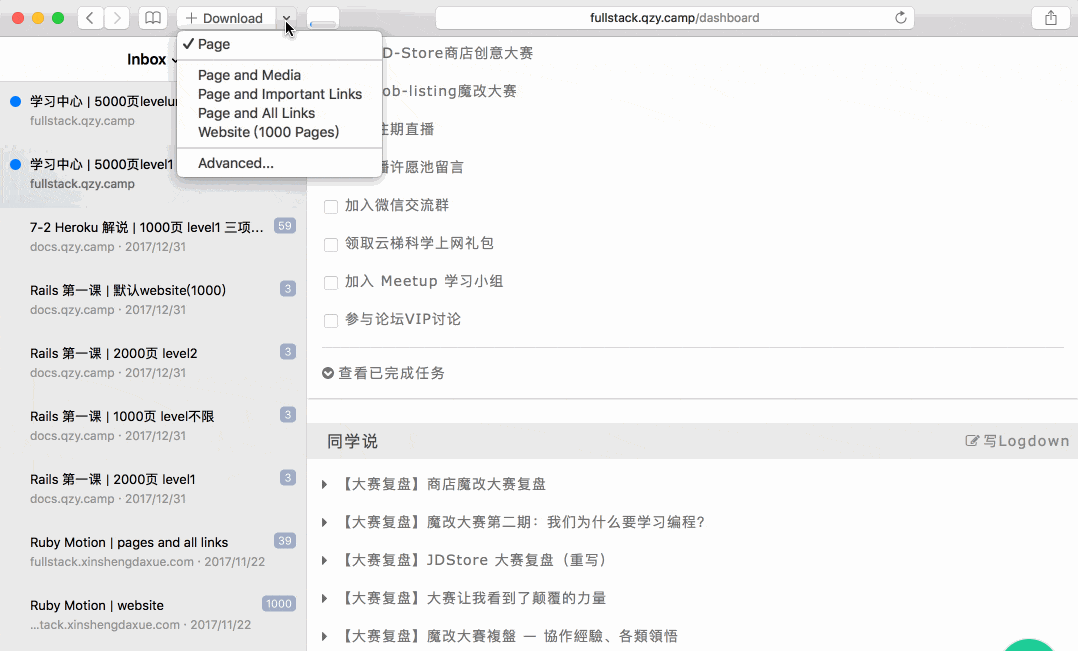 Download
fullstack.qzy.camp/dashboard
Page
Page and Media
Page and Important Links
Page and All Links
Website (1000 Pages)
Advanced...
Inbox
学习中心 | 5000页levelu
fullstack.qzy.camp
学习中心 | 5000页level1
fullstack.qzy.camp
7-2 Heroku 解说 | 1000页 level1 三项... 59
docs.qzy.camp · 2017/12/31
Rails 第一课 | 默认website(1000) 3
docs.qzy.camp · 2017/12/31
Rails 第一课 | 2000页 level2 3
docs.qzy.camp · 2017/12/31
Rails 第一课 | 1000页 level不限 3
docs.qzy.camp · 2017/12/31
Rails 第一课 | 2000页 level1 3
docs.qzy.camp · 2017/12/31
Ruby Motion | pages and all links 39
fullstack.xinshengdaxue.com · 2017/11/22
Ruby Motion | website 1000
...tack.xinshengdaxue.com · 2017/11/22
D-Store商店创意大赛
ob-listing魔改大赛
往期直播
播许愿池留言
加入微信交流群
领取云梯科学上网礼包
加入 Meetup 学习小组
参与论坛VIP讨论
查看已完成任务
同学说
写Logdown
【大赛复盘】商店魔改大赛复盘
【大赛复盘】魔改大赛第二期：我们为什么要学习编程？
【大赛复盘】JDStore 大赛复盘（重写）
【大赛复盘】大赛让我看到了颠覆的力量
【大赛复盘】魔改大賽複盤 — 協作經驗、各類領悟